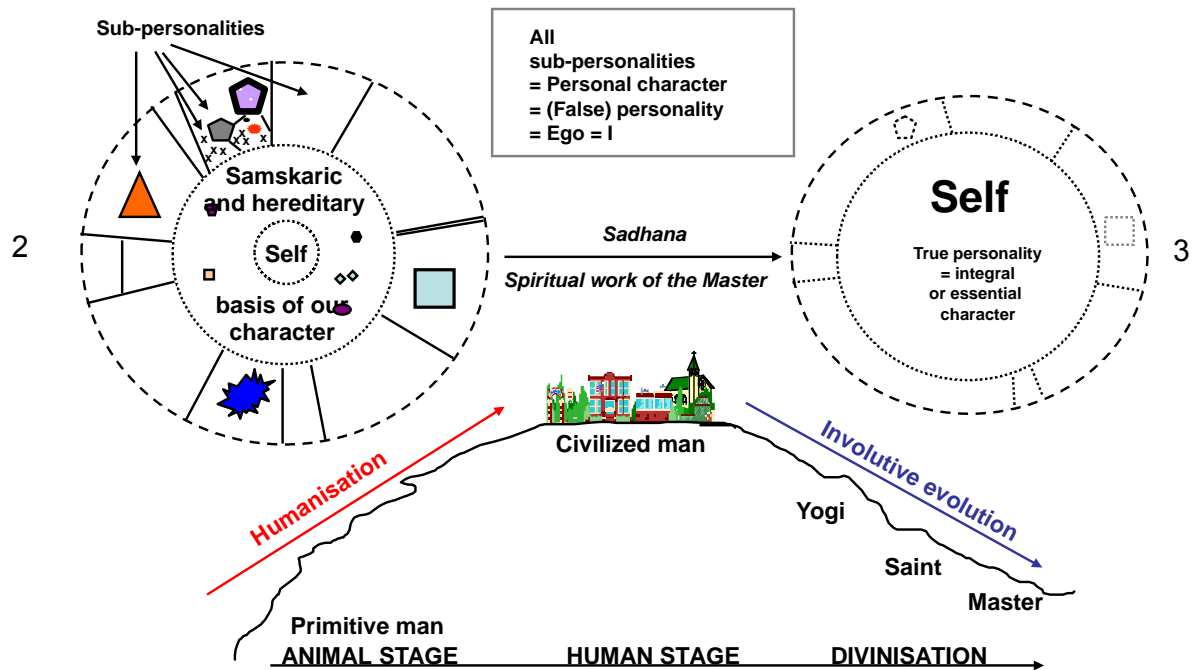 Sub-personalities
All
sub-personalities
= Personal character
= (False) personality
= Ego = I
2
Samskaric
and hereditary
Self
basis of our
character
Sadhana
Spiritual work of the Master
3
Self
True personality
= integral
or essential
character
Humanisation
Civilized man
Involutive evolution
Yogi
Saint
Master
Primitive man
ANIMAL STAGE
HUMAN STAGE
DIVINISATION
x
x
x x
x
x
x x
x
x